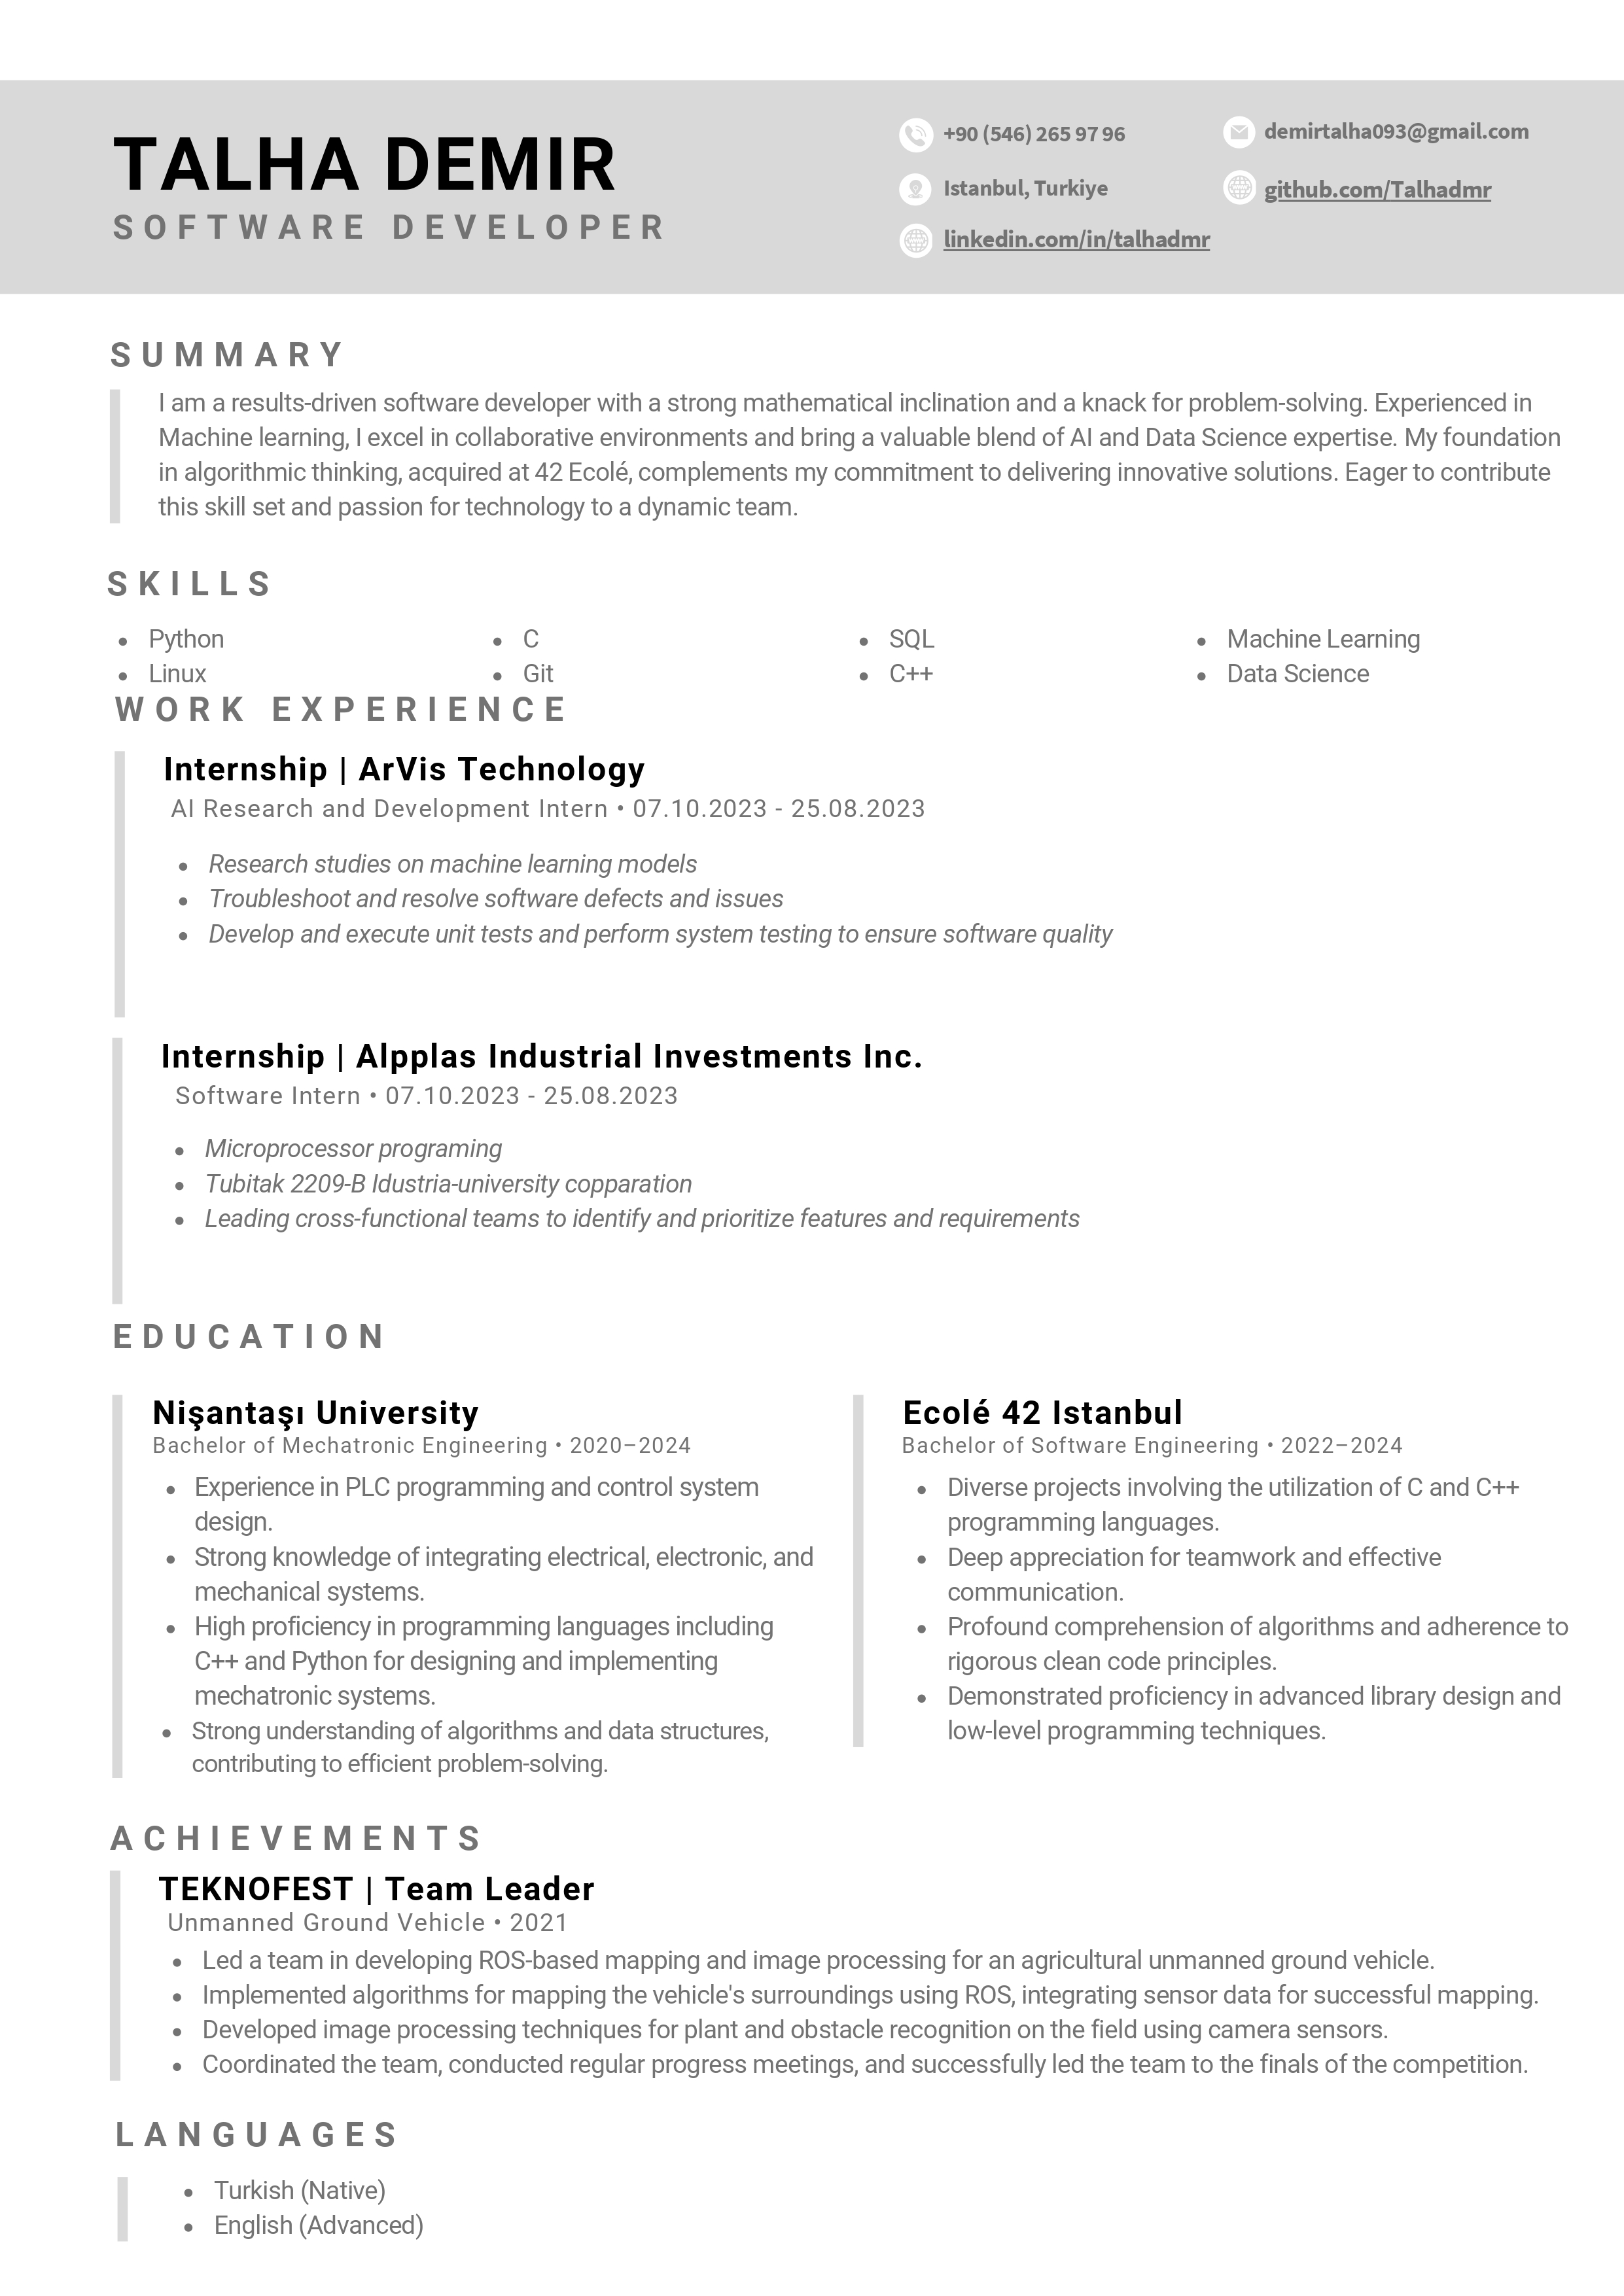 TALHA DEMIR
SOFTWARE DEVELOPER
+90 (546) 265 97 96
demirtalha093@gmail.com
Istanbul, Turkiye
github.com/Talhadmr
linkedin.com/in/talhadmr
SUMMARY
I am a results-driven software developer with a strong mathematical inclination and a knack for problem-solving. Experienced in
Machine learning, I excel in collaborative environments and bring a valuable blend of AI and Data Science expertise. My foundation
in algorithmic thinking, acquired at 42 Ecolé, complements my commitment to delivering innovative solutions. Eager to contribute
this skill set and passion for technology to a dynamic team.
SKILLS
• Python
• Linux
• C
• Git
• SQL
• C++
• Machine Learning
• Data Science
WORK EXPERIENCE
Internship | ArVis Technology
AI Research and Development Intern • 07.10.2023 - 25.08.2023
• Research studies on machine learning models
• Troubleshoot and resolve software defects and issues
• Develop and execute unit tests and perform system testing to ensure software quality
Internship | Alpplas Industrial Investments Inc.
Software Intern • 07.10.2023 - 25.08.2023
• Microprocessor programing
• Tubitak 2209-B Idustria-university copparation
• Leading cross-functional teams to identify and prioritize features and requirements
EDUCATION
Nişantaşı University
Bachelor of Mechatronic Engineering • 2020–2024
• Experience in PLC programming and control system
design.
• Strong knowledge of integrating electrical, electronic, and
mechanical systems.
• High proficiency in programming languages including
C++ and Python for designing and implementing
mechatronic systems.
• Strong understanding of algorithms and data structures,
contributing to efficient problem-solving.
Ecolé 42 Istanbul
Bachelor of Software Engineering • 2022–2024
• Diverse projects involving the utilization of C and C++
programming languages.
• Deep appreciation for teamwork and effective
communication.
• Profound comprehension of algorithms and adherence to
rigorous clean code principles.
• Demonstrated proficiency in advanced library design and
low-level programming techniques.
ACHIEVEMENTS
TEKNOFEST | Team Leader
Unmanned Ground Vehicle • 2021
• Led a team in developing ROS-based mapping and image processing for an agricultural unmanned ground vehicle.
• Implemented algorithms for mapping the vehicle's surroundings using ROS, integrating sensor data for successful mapping.
• Developed image processing techniques for plant and obstacle recognition on the field using camera sensors.
• Coordinated the team, conducted regular progress meetings, and successfully led the team to the finals of the competition.
LANGUAGES
• Turkish (Native)
• English (Advanced)